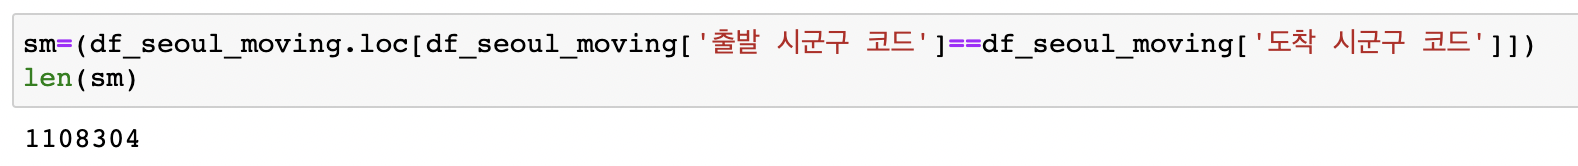 sm=(df_seoul_moving.loc[df_seoul_moving['출발 시군구 코드']==df_seoul_moving['도착 시군구 코드']])
len(sm)
1108304